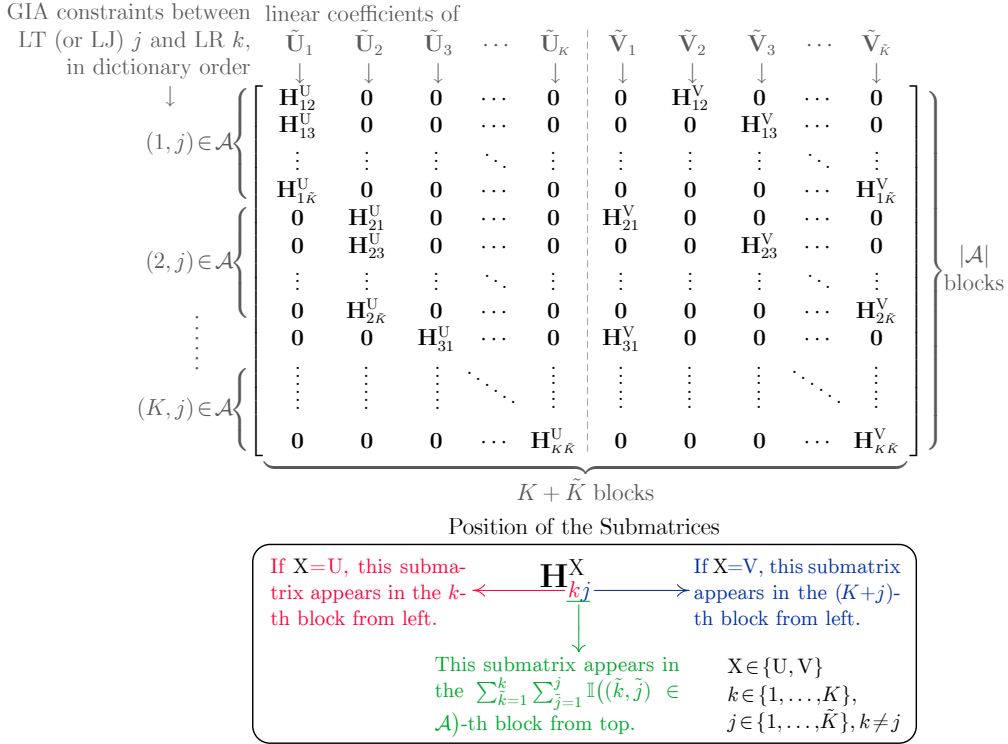 GIA constraints between
LT (or LJ) j and LR k,
in dictionary order
↓
linear coefficients of
Ũ₁ Ũ₂ Ũ₃ ⋯ Ũ_K Ṽ₁ Ṽ₂ Ṽ₃ ⋯ Ṽ_K̃
↓ ↓ ↓ ↓ ↓ ↓ ↓ ↓
H^U_12 0 0 ⋯ 0 0 H^V_12 0 ⋯ 0
H^U_13 0 0 ⋯ 0 0 0 H^V_13 ⋯ 0
(1, j) ∈ 𝒜
⋮ ⋮ ⋮ ⋱ ⋮ ⋮ ⋮ ⋮ ⋱ ⋮
H^U_1K̃ 0 0 ⋯ 0 0 0 0 ⋯ H^V_1K̃
0 H^U_21 0 ⋯ 0 H^V_21 0 0 ⋯ 0
0 H^U_23 0 ⋯ 0 0 0 H^V_23 ⋯ 0
(2, j) ∈ 𝒜
⋮ ⋮ ⋮ ⋱ ⋮ ⋮ ⋮ ⋮ ⋱ ⋮
0 H^U_2K̃ 0 ⋯ 0 0 0 0 ⋯ H^V_2K̃
0 0 H^U_31 ⋯ 0 H^V_31 0 0 ⋯ 0
⋮ ⋮ ⋮ ⋱ ⋮ ⋮ ⋮ ⋮ ⋱ ⋮
(K, j) ∈ 𝒜
0 0 0 ⋯ H^U_KK̃ 0 0 0 ⋯ H^V_KK̃
|𝒜|
blocks
K + K̃ blocks
Position of the Submatrices
If X=U, this subma-
trix appears in the k-
th block from left.
H^X_kj
If X=V, this submatrix
appears in the (K+j)-
th block from left.
This submatrix appears in
the ∑^k_{k̃=1} ∑^j_{j̃=1} 𝕀((k̃, j̃) ∈
𝒜)-th block from top.
X∈{U, V}
k∈{1, …, K},
j∈{1, …, K̃}, k≠j